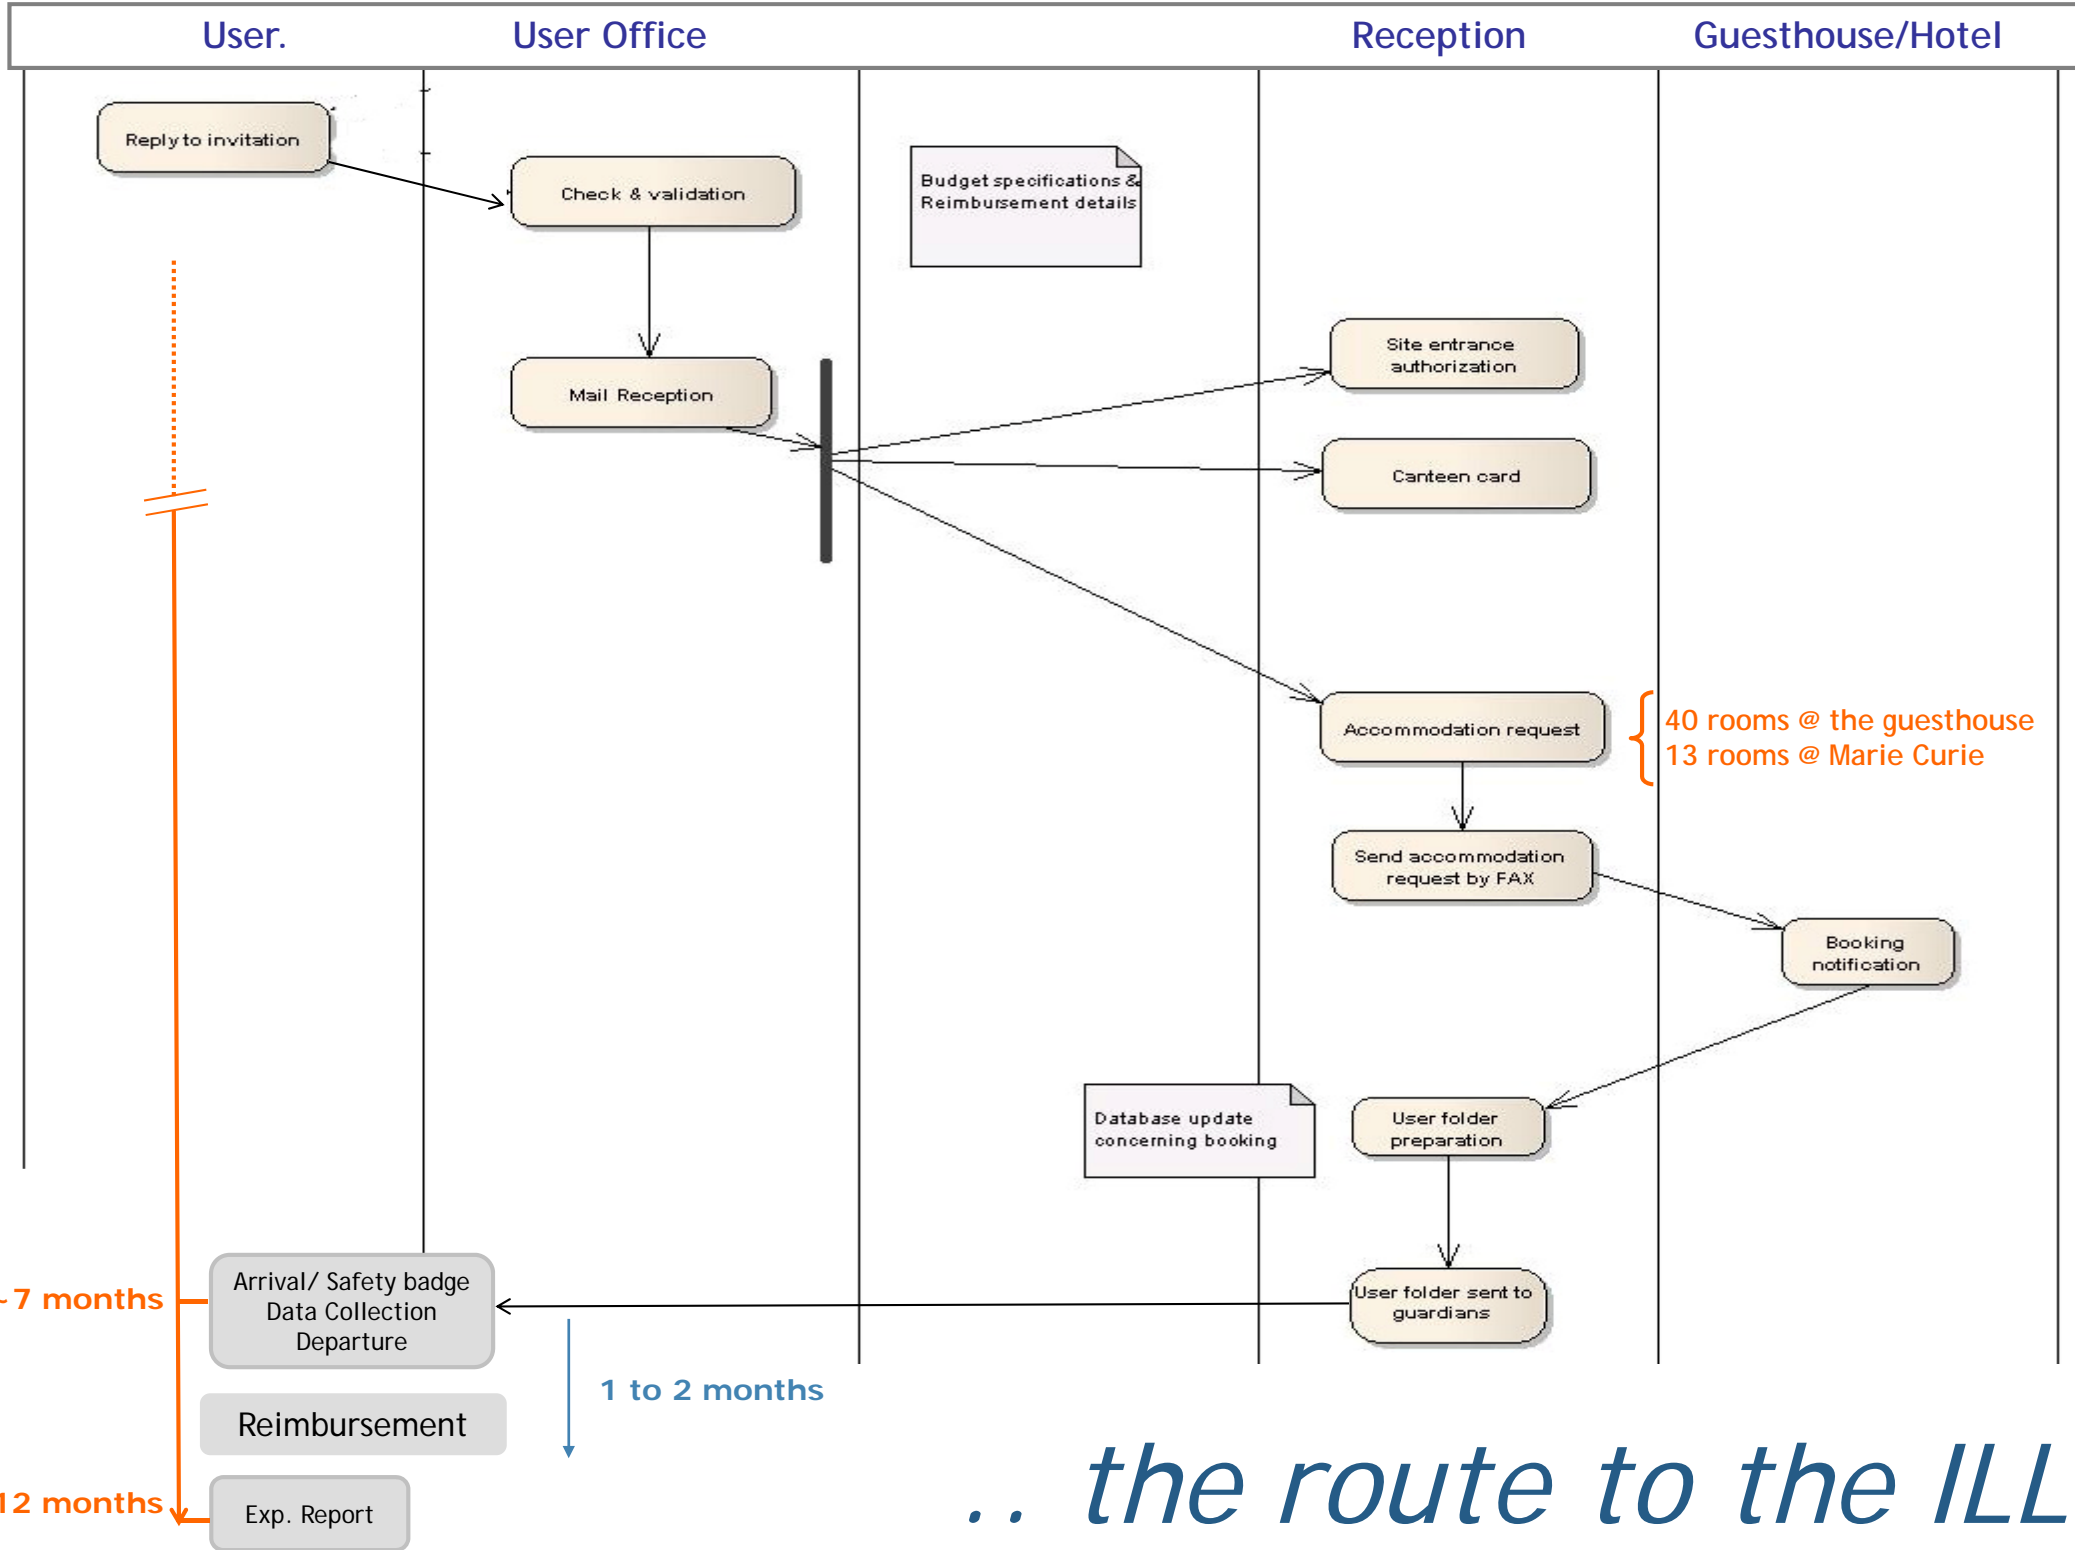 User.
User Office
Reception
Guesthouse/Hotel
Reply to invitation
Check & validation
Budget specifications &
Reimbursement details
Mail Reception
Site entrance
authorization
Canteen card
Accommodation request
40 rooms @ the guesthouse
13 rooms @ Marie Curie
Send accommodation
request by FAX
Booking
notification
Database update
concerning booking
User folder
preparation
User folder sent to
guardians
~7 months
Arrival/ Safety badge
Data Collection
Departure
1 to 2 months
Reimbursement
12 months
Exp. Report
.. the route to the ILL